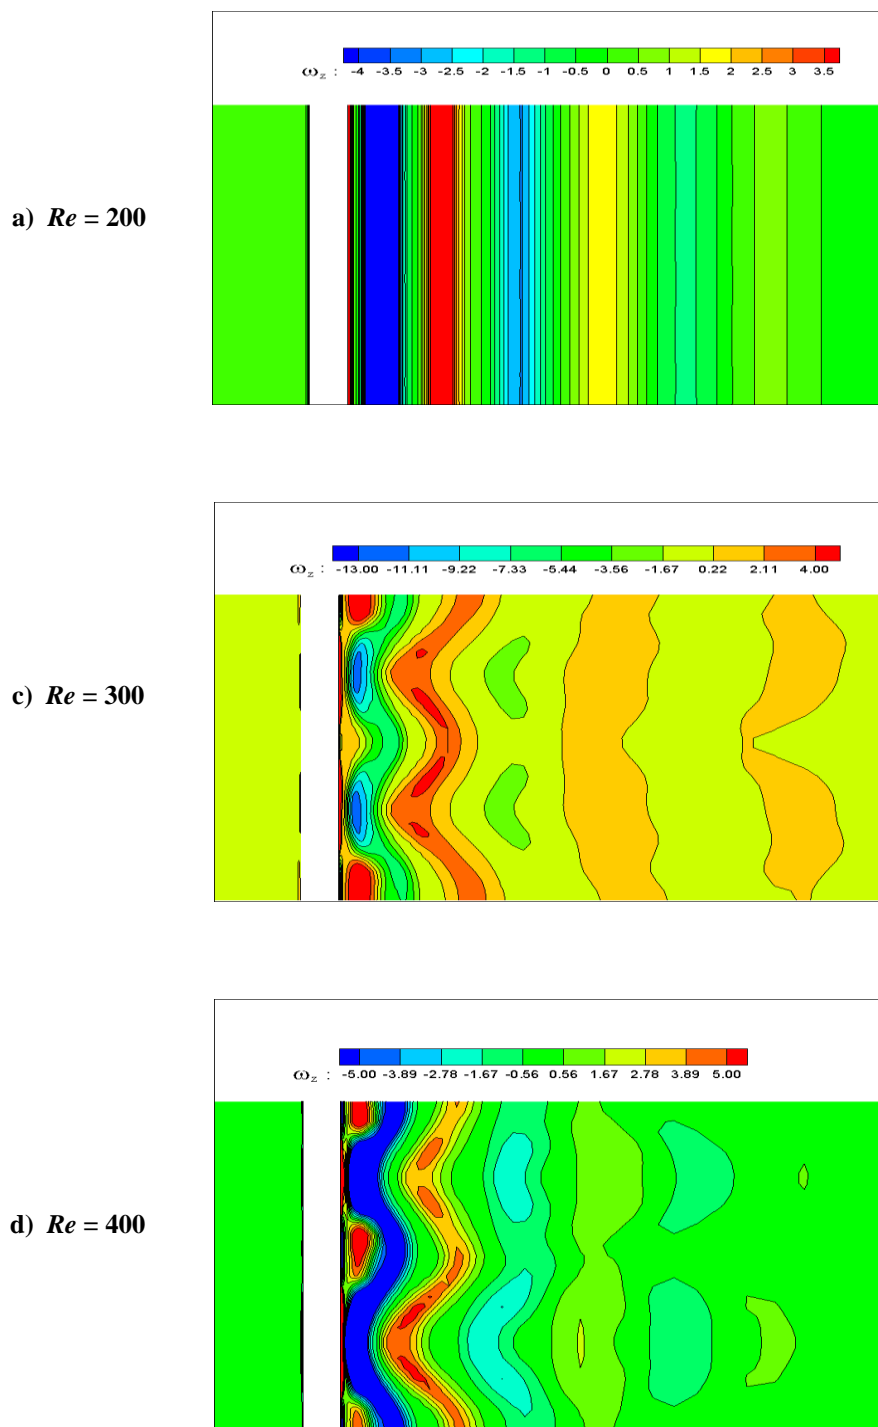 ω_z : -4 -3.5 -3 -2.5 -2 -1.5 -1 -0.5 0 0.5 1 1.5 2 2.5 3 3.5
a) Re = 200
ω_z : -13.00 -11.11 -9.22 -7.33 -5.44 -3.56 -1.67 0.22 2.11 4.00
c) Re = 300
ω_z : -5.00 -3.89 -2.78 -1.67 -0.56 0.56 1.67 2.78 3.89 5.00
d) Re = 400